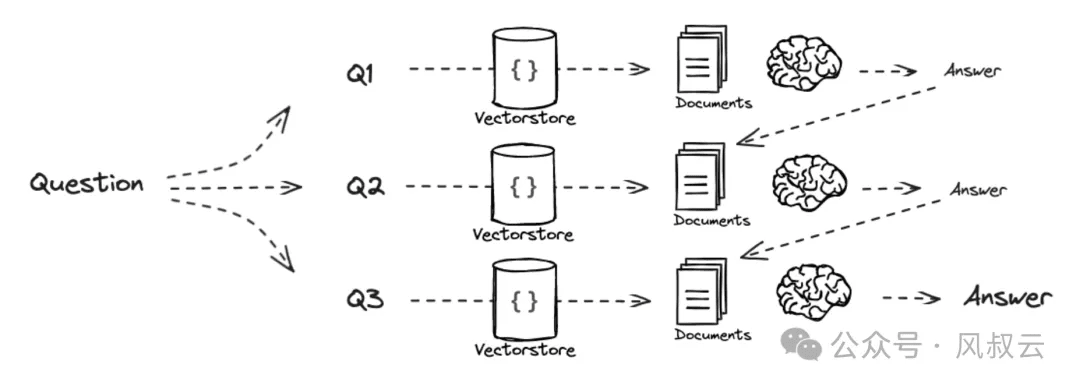 Q1
{ }
Vectorstore
Documents
Answer
Question
Q2
{ }
Vectorstore
Documents
Answer
Q3
{ }
Vectorstore
Documents
Answer
公众号 · 风叔云